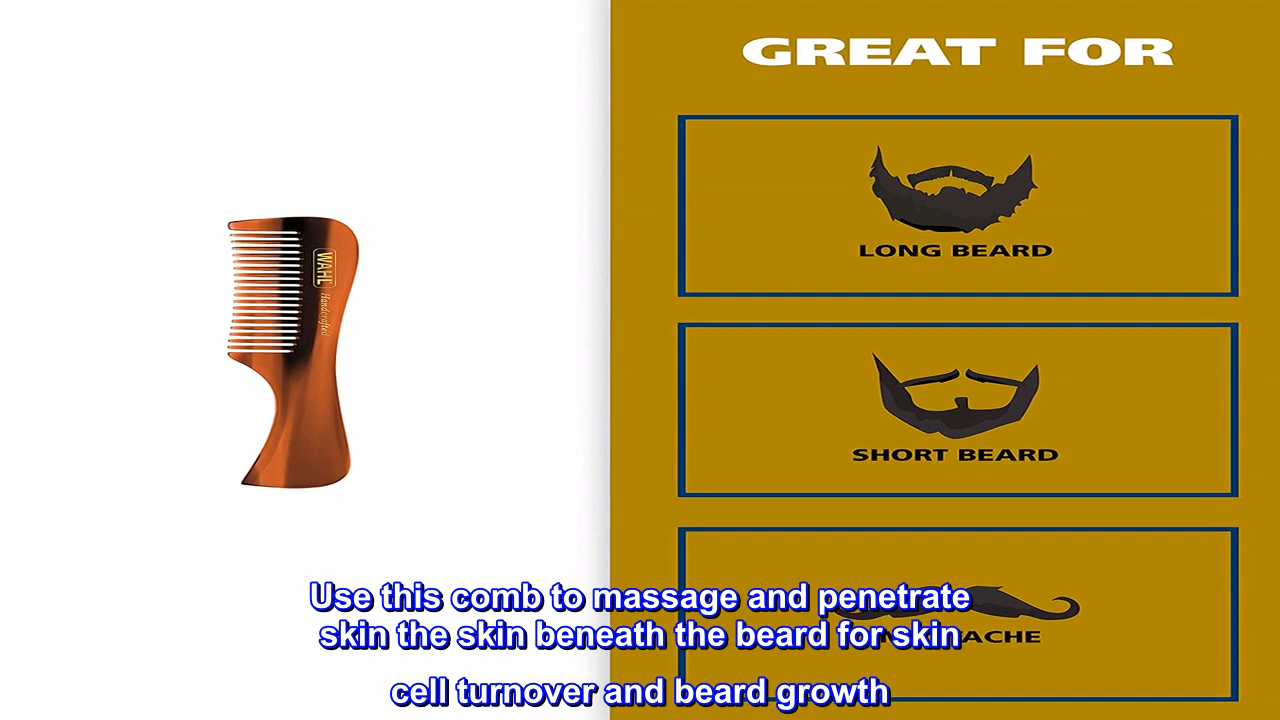 GREAT FOR
LONG BEARD
SHORT BEARD
WAHL
Handcrafted
Use this comb to massage and penetrate
skin the skin beneath the beard for skin
cell turnover and beard growth